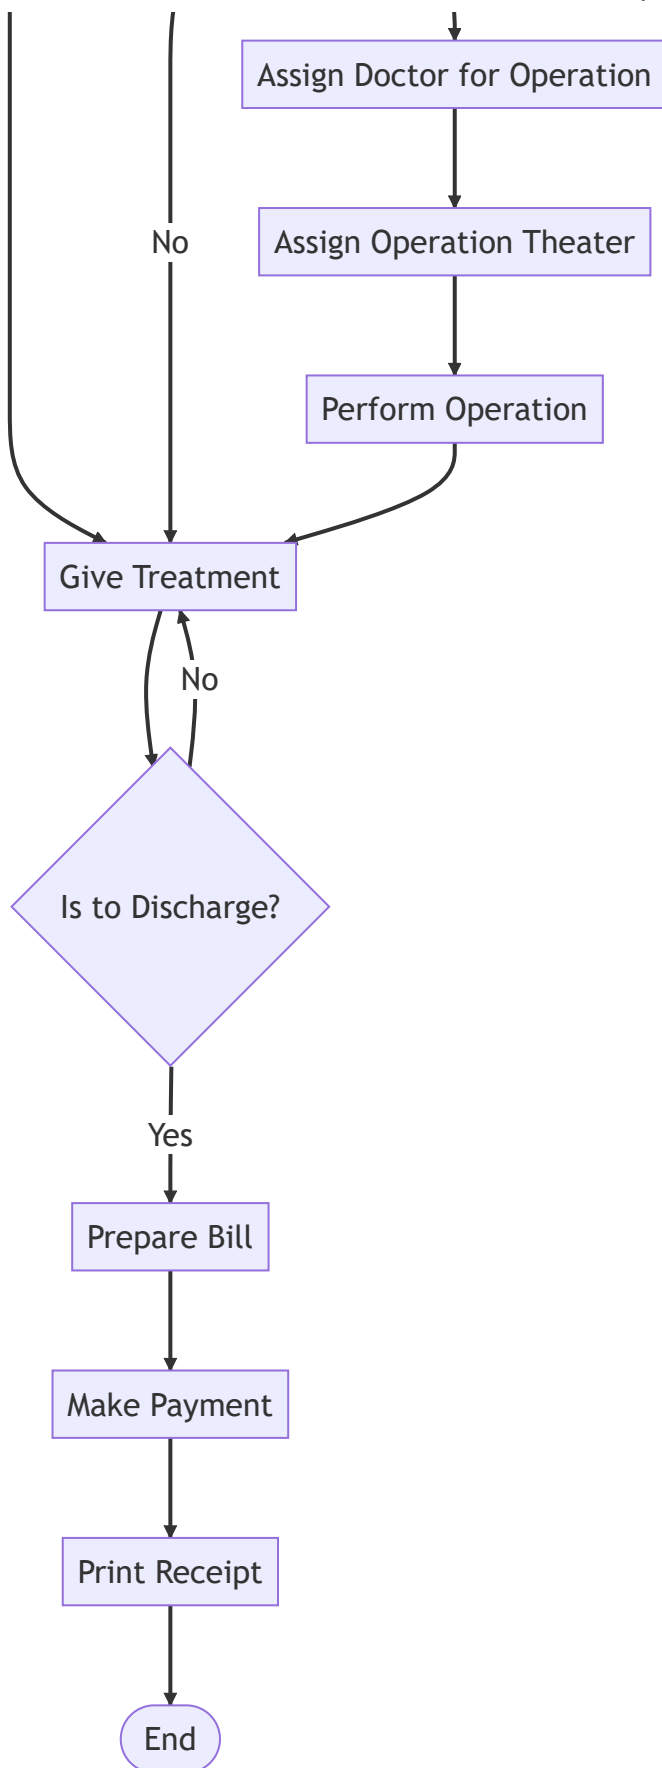 Assign Doctor for Operation
No
Assign Operation Theater
Perform Operation
Give Treatment
No
Is to Discharge?
Yes
Prepare Bill
Make Payment
Print Receipt
End